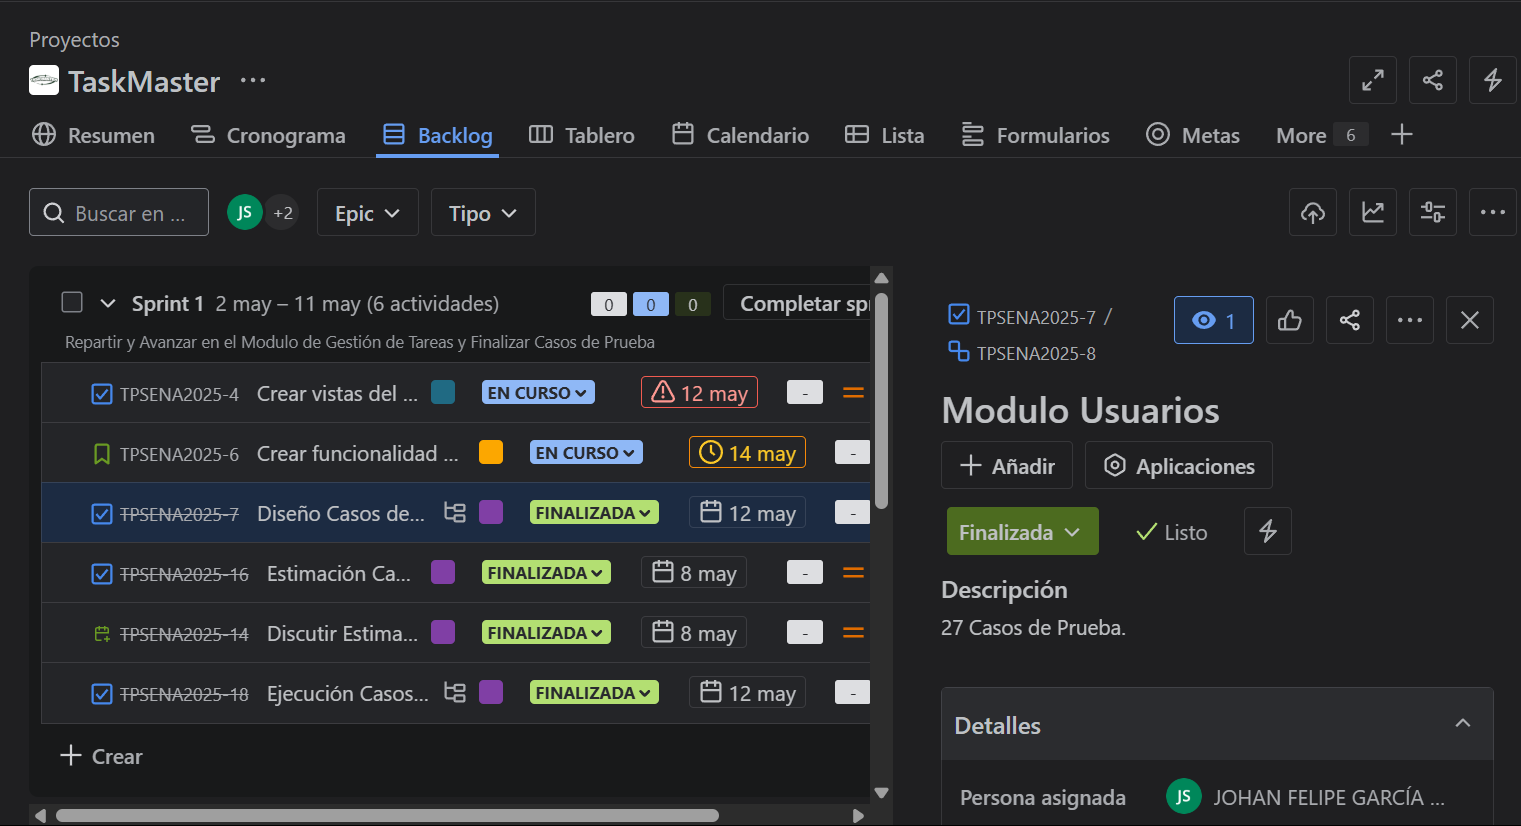 Proyectos
TaskMaster ···
Resumen Cronograma Backlog Tablero Calendario Lista Formularios Metas More 6
Buscar en ... JS +2 Epic Tipo
Sprint 1 2 may – 11 may (6 actividades) 0 0 0 Completar spr
Repartir y Avanzar en el Modulo de Gestión de Tareas y Finalizar Casos de Prueba
TPSENA2025-4 Crear vistas del ... EN CURSO 12 may -
TPSENA2025-6 Crear funcionalidad ... EN CURSO 14 may -
TPSENA2025-7 Diseño Casos de... FINALIZADA 12 may -
TPSENA2025-16 Estimación Ca... FINALIZADA 8 may -
TPSENA2025-14 Discutir Estima... FINALIZADA 8 may -
TPSENA2025-18 Ejecución Casos... FINALIZADA 12 may -
Crear
TPSENA2025-7 /
TPSENA2025-8
1
Modulo Usuarios
Añadir Aplicaciones
Finalizada Listo
Descripción
27 Casos de Prueba.
Detalles
Persona asignada JS JOHAN FELIPE GARCÍA ...